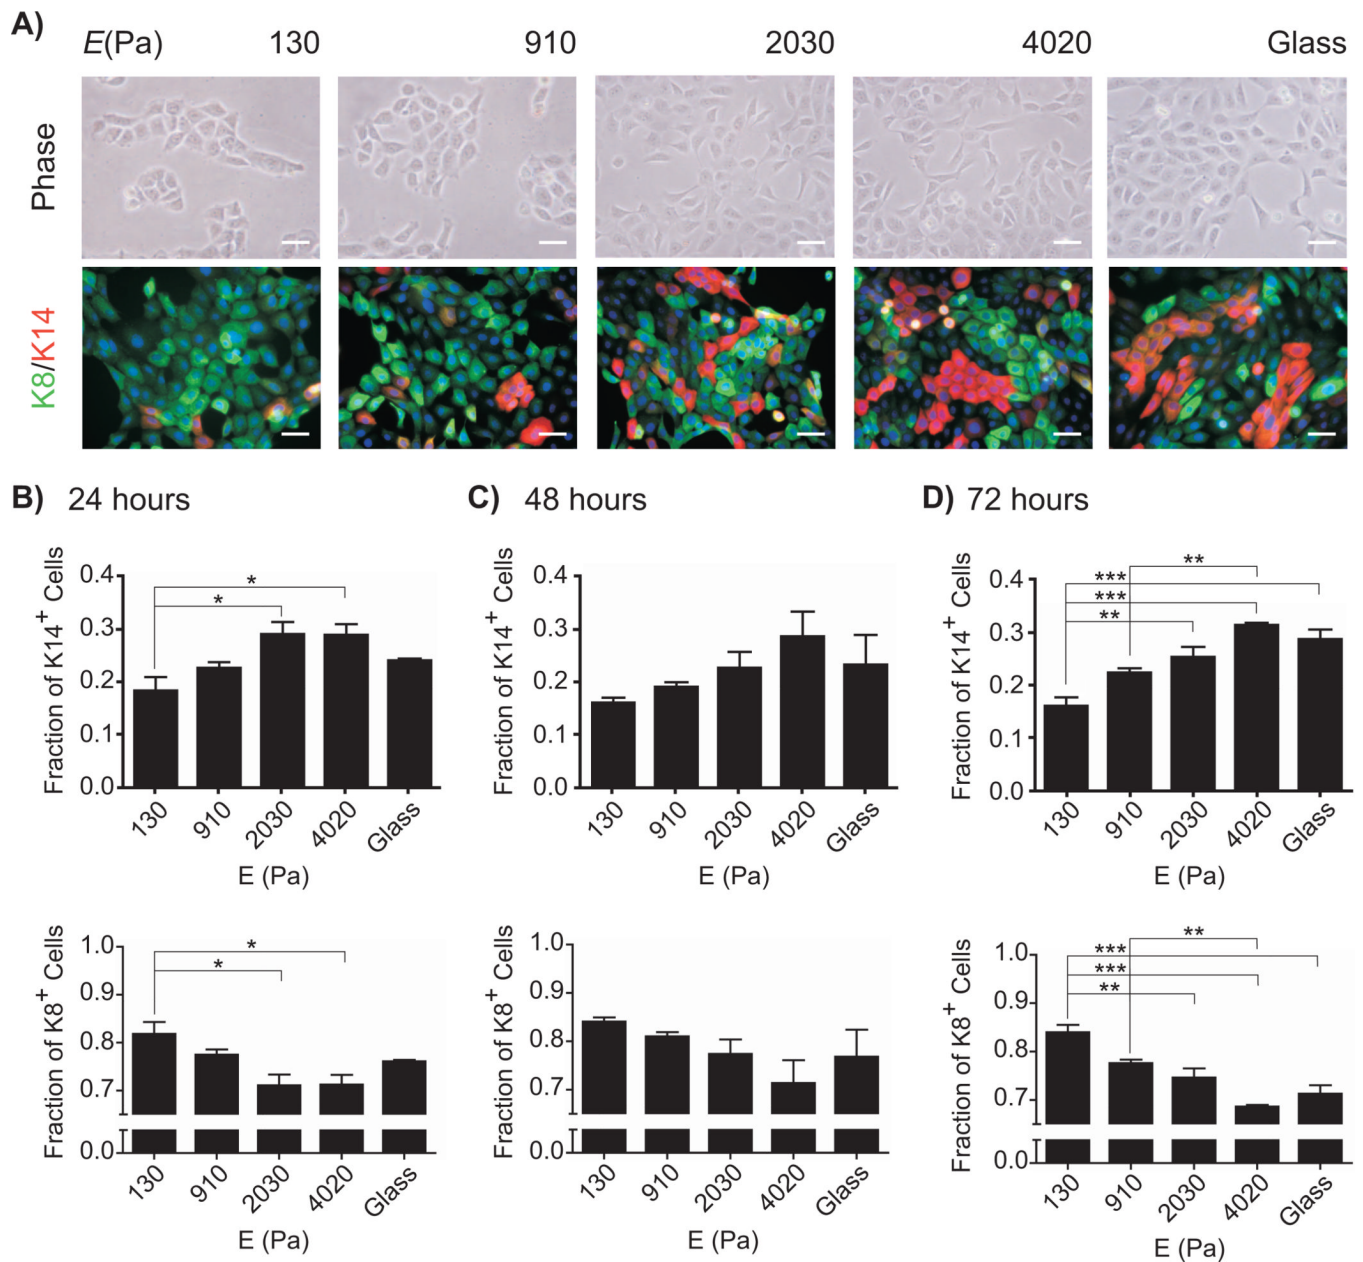 A)
E(Pa) 130 910 2030 4020 Glass
Phase
K8/K14
B) 24 hours
C) 48 hours
D) 72 hours
Fraction of K14+ Cells
0.4
0.3
0.2
0.1
0.0
*
*
130 910 2030 4020 Glass
E (Pa)
Fraction of K14+ Cells
0.4
0.3
0.2
0.1
0.0
130 910 2030 4020 Glass
E (Pa)
Fraction of K14+ Cells
0.4
0.3
0.2
0.1
0.0
**
***
***
**
130 910 2030 4020 Glass
E (Pa)
Fraction of K8+ Cells
1.0
0.9
0.8
0.7
0.0
*
*
130 910 2030 4020 Glass
E (Pa)
Fraction of K8+ Cells
1.0
0.9
0.8
0.7
0.0
130 910 2030 4020 Glass
E (Pa)
Fraction of K8+ Cells
1.0
0.9
0.8
0.7
0.0
**
***
***
**
130 910 2030 4020 Glass
E (Pa)